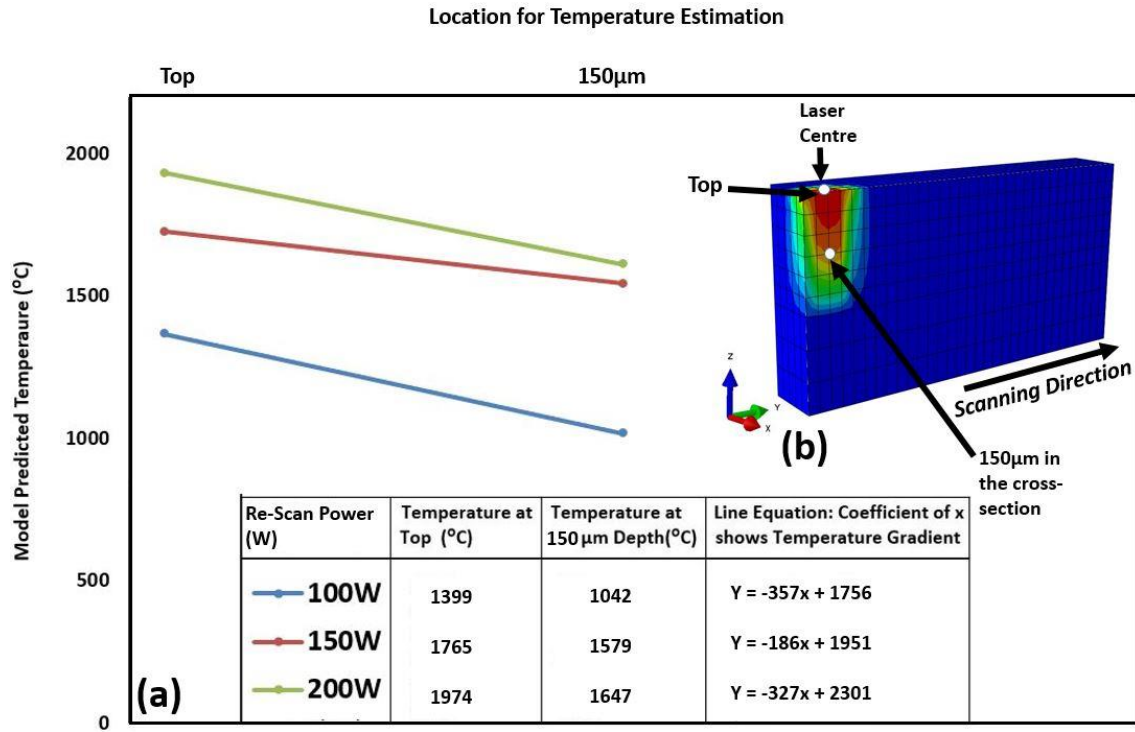 Location for Temperature Estimation
Top
150µm
Model Predicted Temperaure (⁰C)
2000
1500
1000
500
0
Laser
Centre
Top
Z
Y
X
Scanning Direction
(b)
150µm in
the cross-
section
Re-Scan Power
(W)
Temperature at
Top (⁰C)
Temperature at
150 µm Depth(⁰C)
Line Equation: Coefficient of x
shows Temperature Gradient
100W 1399 1042 Y = -357x + 1756
150W 1765 1579 Y = -186x + 1951
200W 1974 1647 Y = -327x + 2301
(a)